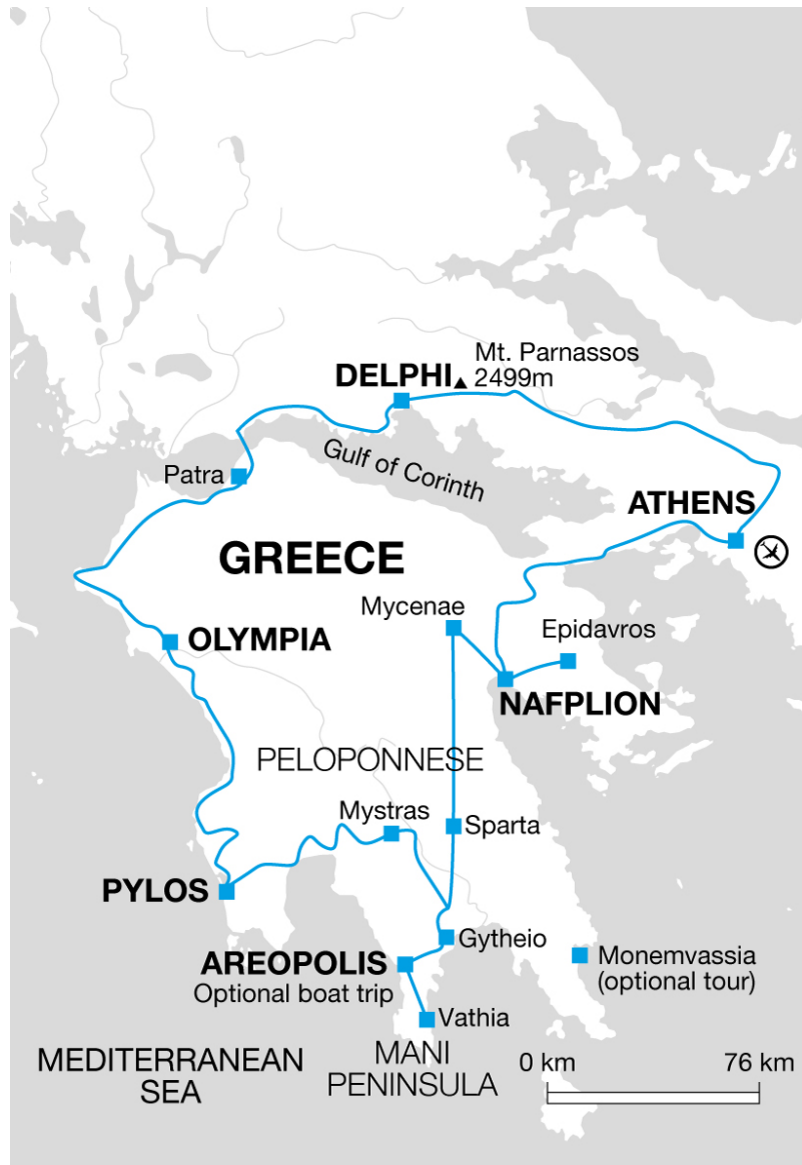 Mt. Parnassos
DELPHI 2499m
Gulf of Corinth
Patra
ATHENS
GREECE
Mycenae
Epidavros
OLYMPIA
NAFPLION
PELOPONNESE
Mystras
Sparta
PYLOS
Gytheio
AREOPOLIS
Optional boat trip
Monemvassia
(optional tour)
Vathia
MEDITERRANEAN
SEA
MANI
PENINSULA
0 km 76 km